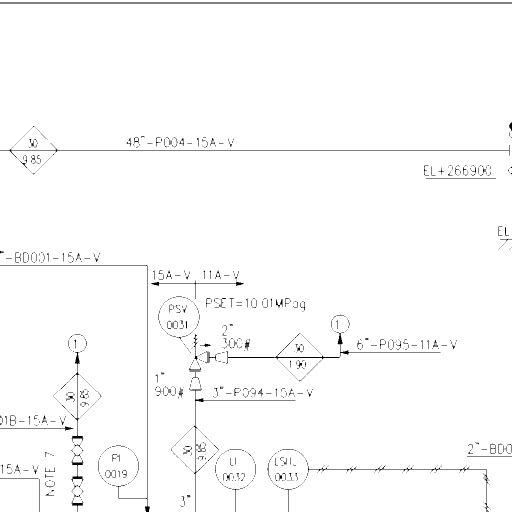 30
9.85
48"-P004-15A-V
EL+266900
EL
"-BD001-15A-V
15A-V
11A-V
PSV
0031
PSET=10.01MPag
2"
300#
1
6"-P095-11A-V
30
1.90
1
1"
900#
3"-P094-15A-V
30
9.85
01B-15A-V
30
9.85
NOTE 7
PI
0019
LI
0032
0033
2"-BD0
15A-V
3"